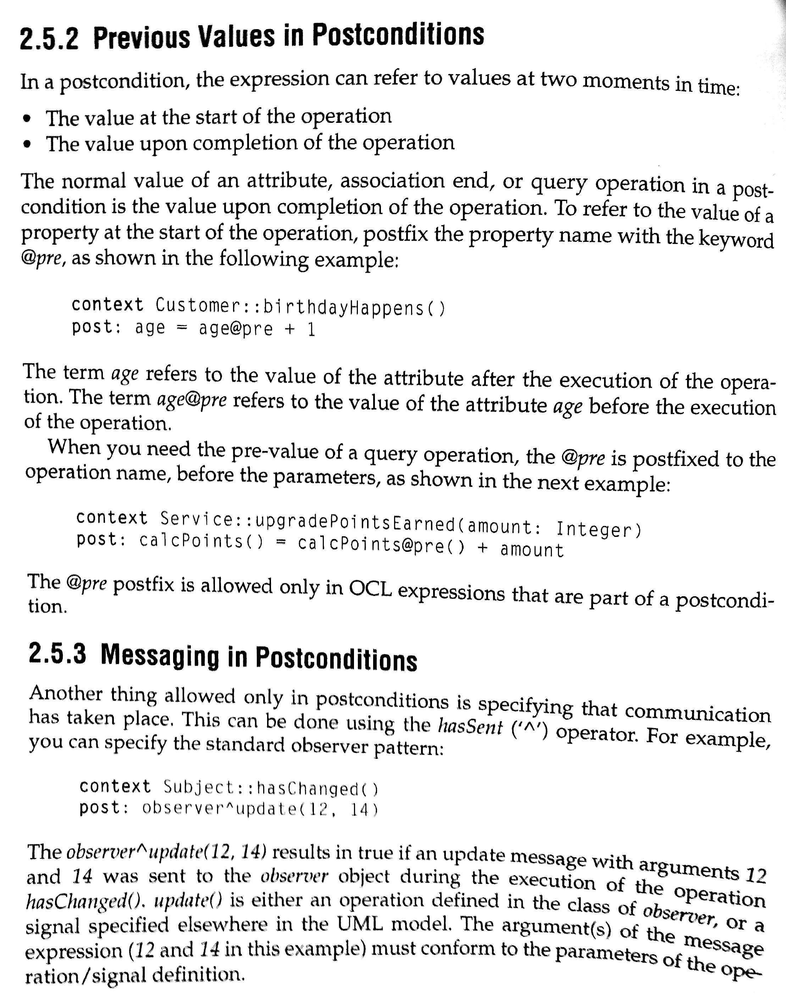 2.5.2 Previous Values in Postconditions
In a postcondition, the expression can refer to values at two moments in time:
• The value at the start of the operation
• The value upon completion of the operation
The normal value of an attribute, association end, or query operation in a post-
condition is the value upon completion of the operation. To refer to the value of a
property at the start of the operation, postfix the property name with the keyword
@pre, as shown in the following example:
context Customer::birthdayHappens()
post: age = age@pre + 1
The term age refers to the value of the attribute after the execution of the opera-
tion. The term age@pre refers to the value of the attribute age before the execution
of the operation.
When you need the pre-value of a query operation, the @pre is postfixed to the
operation name, before the parameters, as shown in the next example:
context Service::upgradePointsEarned(amount: Integer)
post: calcPoints() = calcPoints@pre() + amount
The @pre postfix is allowed only in OCL expressions that are part of a postcondi-
tion.
2.5.3 Messaging in Postconditions
Another thing allowed only in postconditions is specifying that communication
has taken place. This can be done using the hasSent ('^') operator. For example,
you can specify the standard observer pattern:
context Subject::hasChanged()
post: observer^update(12, 14)
The observer^update(12, 14) results in true if an update message with arguments 12
and 14 was sent to the observer object during the execution of the operation
hasChanged(). update() is either an operation defined in the class of observer, or a
signal specified elsewhere in the UML model. The argument(s) of the message
expression (12 and 14 in this example) must conform to the parameters of the ope-
ration/signal definition.